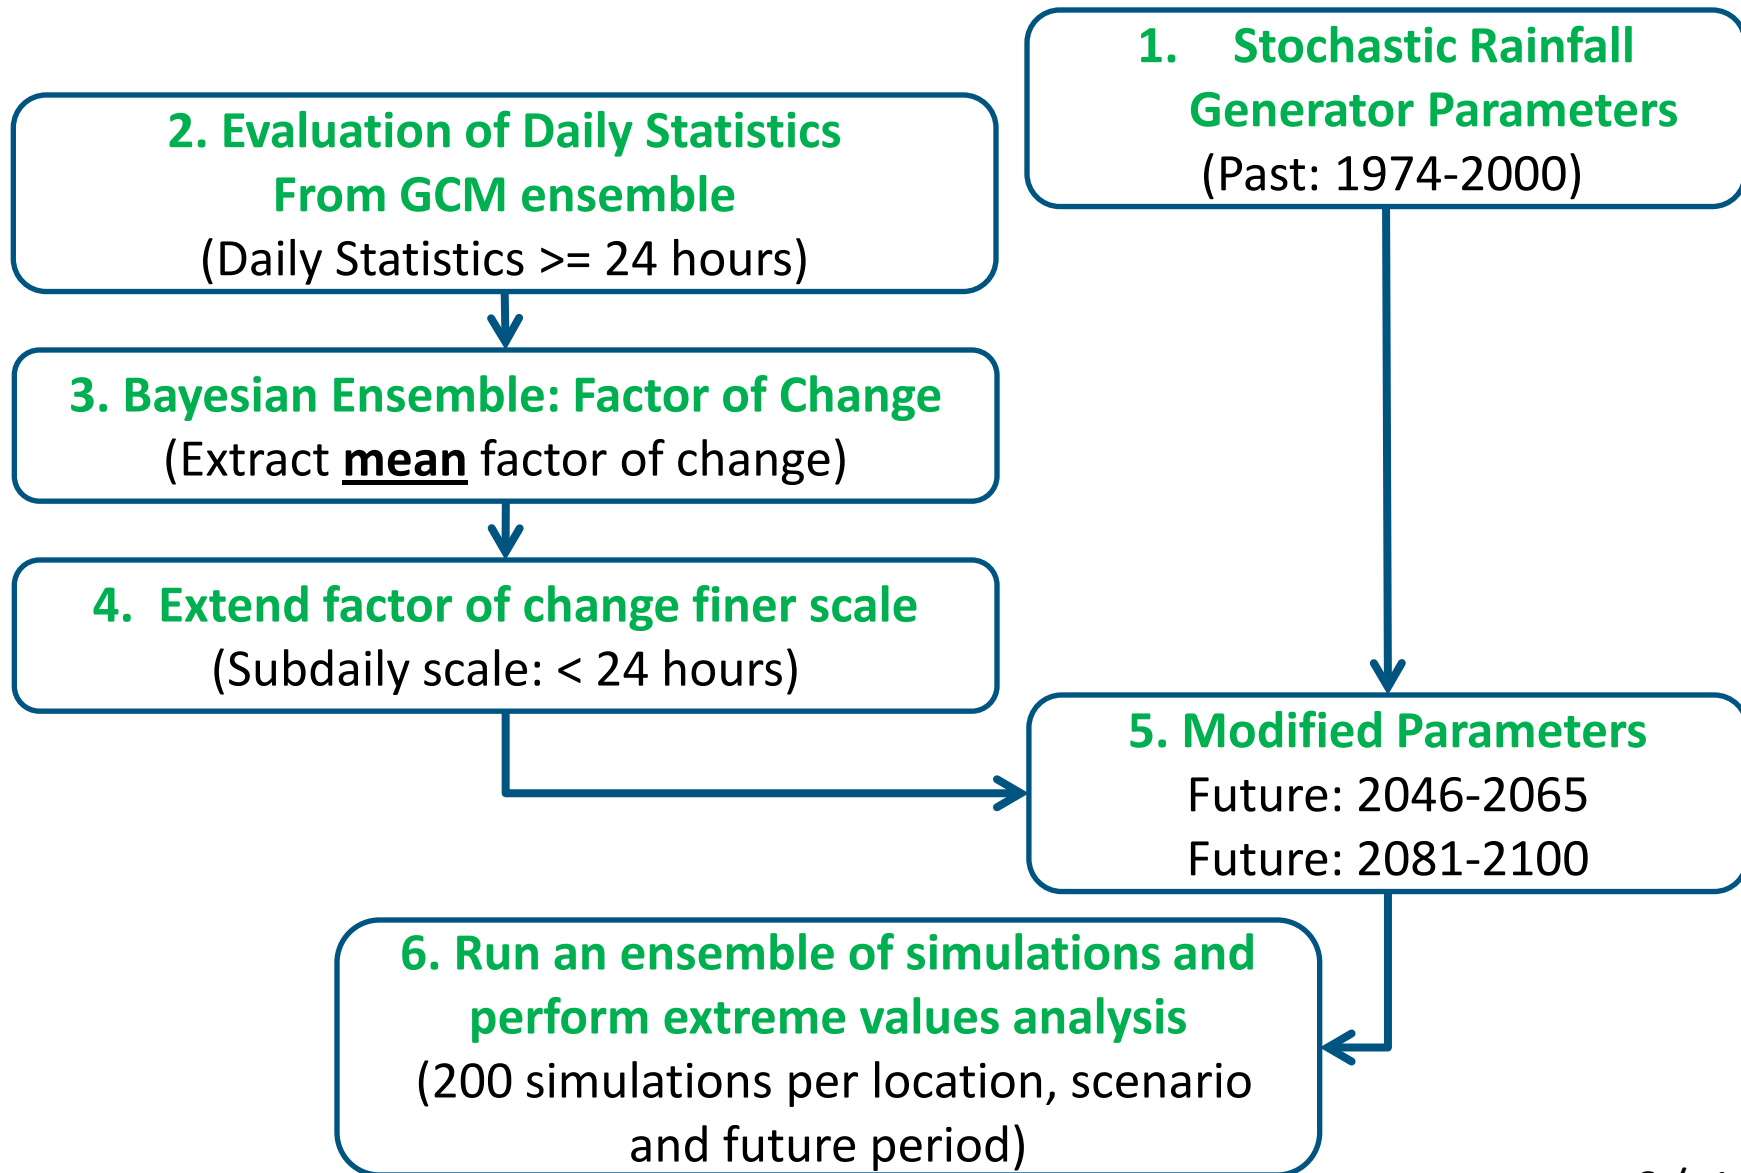 1. Stochastic Rainfall
Generator Parameters
(Past: 1974-2000)
2. Evaluation of Daily Statistics
From GCM ensemble
(Daily Statistics >= 24 hours)
3. Bayesian Ensemble: Factor of Change
(Extract mean factor of change)
4. Extend factor of change finer scale
(Subdaily scale: < 24 hours)
5. Modified Parameters
Future: 2046-2065
Future: 2081-2100
6. Run an ensemble of simulations and
perform extreme values analysis
(200 simulations per location, scenario
and future period)